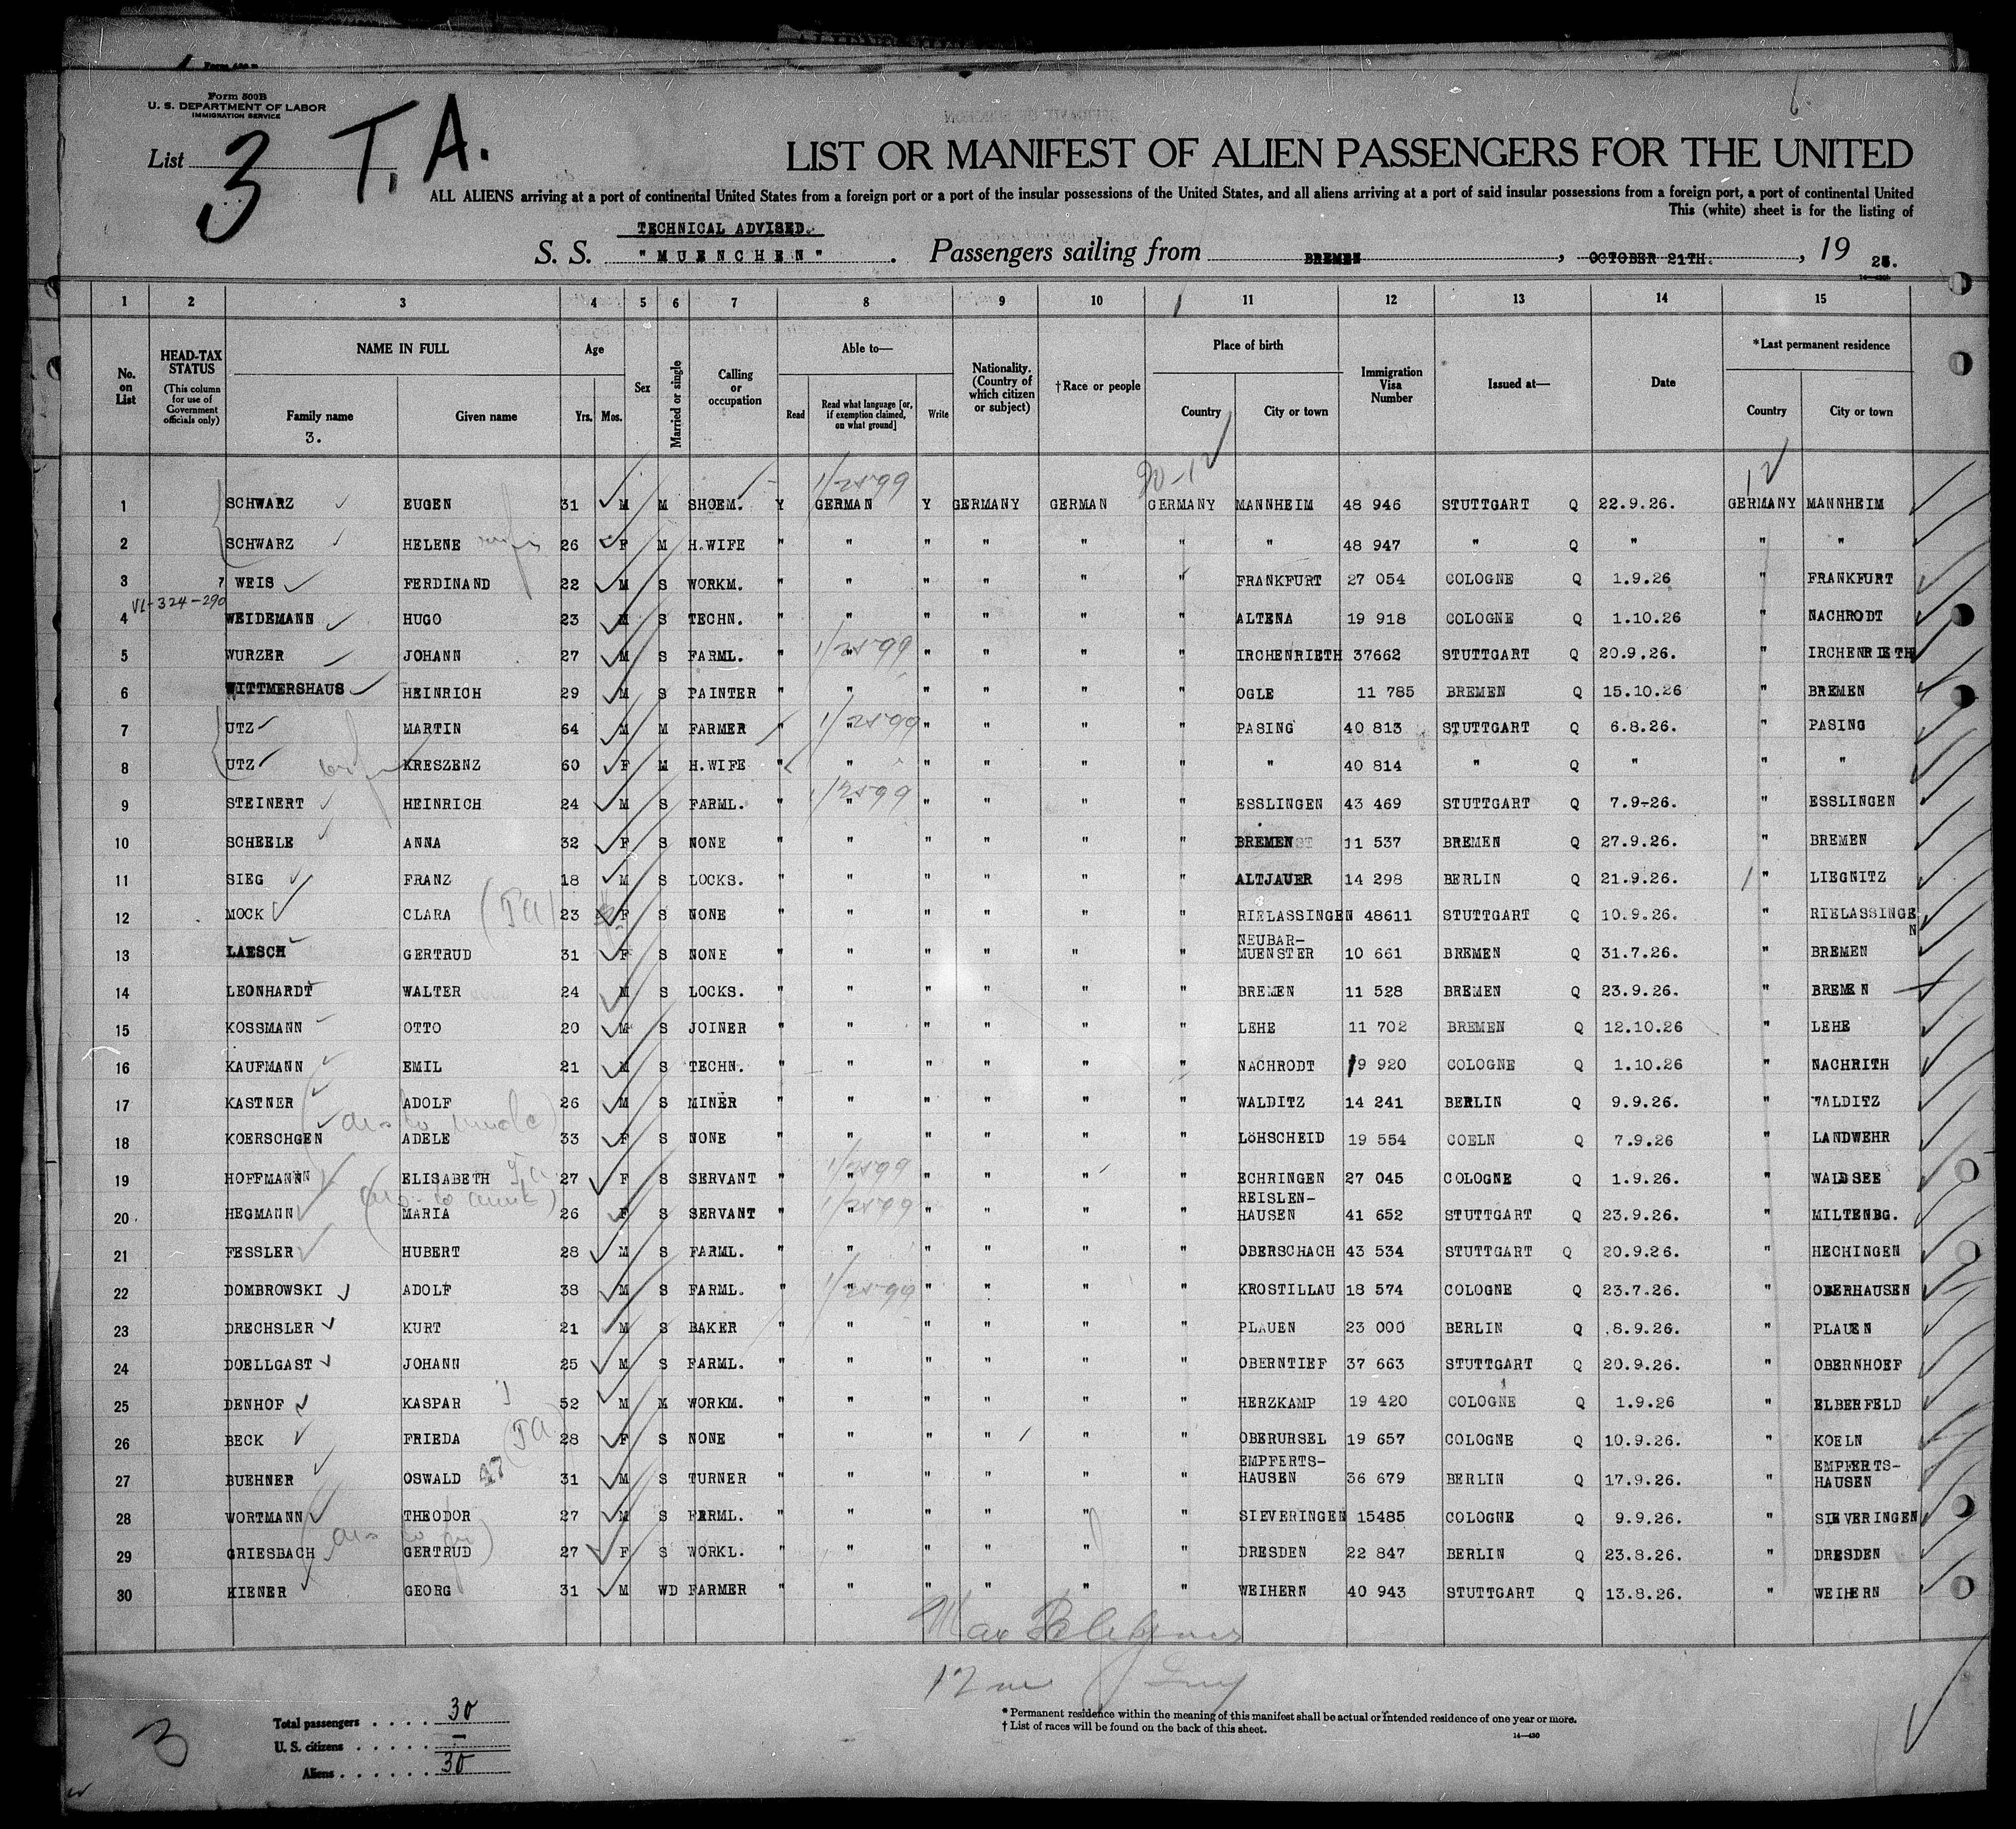 Form 500B
U. S. DEPARTMENT OF LABOR
IMMIGRATION SERVICE
List 3 T.A.
LIST OR MANIFEST OF ALIEN PASSENGERS FOR THE UNITED
ALL ALIENS arriving at a port of continental United States from a foreign port or a port of the insular possessions of the United States, and all aliens arriving at a port of said insular possessions from a foreign port, a port of continental United
This (white) sheet is for the listing of
TECHNICAL ADVISED.
S. S. "MUENCHEN". Passengers sailing from BREMEN, OCTOBER 21TH., 19 26.
1 2 3 4 5 6 7 8 9 10 11 12 13 14 15
No. on List
HEAD-TAX STATUS
(This column for use of Government officials only)
NAME IN FULL
Family name
3.
Given name
Age
Yrs. Mos.
Sex
Married or single
Calling or occupation
Able to—
Read
Read what language [or, if exemption claimed, on what ground]
Write
Nationality. (Country of which citizen or subject)
†Race or people
Place of birth
Country
City or town
Immigration Visa Number
Issued at—
Date
*Last permanent residence
Country
City or town
1 SCHWARZ EUGEN 31 M M SHOEM. Y GERMAN Y GERMANY GERMAN GERMANY MANNHEIM 48 946 STUTTGART Q 22.9.26. GERMANY MANNHEIM
2 SCHWARZ HELENE 26 F M H.WIFE " " " " " " " 48 947 " Q " " "
3 WEIS FERDINAND 22 M S WORKM. " " " " " " FRANKFURT 27 054 COLOGNE Q 1.9.26 " FRANKFURT
VL-324-290
4 WEIDEMANN HUGO 23 M S TECHN. " " " " " " ALTENA 19 918 COLOGNE Q 1.10.26 " NACHRODT
5 WURZER JOHANN 27 M S FARML. " " " " " " IRCHENRIETH 37662 STUTTGART Q 20.9.26. " IRCHENRIETH
6 WITTMERSHAUS HEINRICH 29 M S PAINTER " " " " " " OGLE 11 785 BREMEN Q 15.10.26 " BREMEN
7 UTZ MARTIN 64 M M FARMER " " " " " " PASING 40 813 STUTTGART Q 6.8.26. " PASING
8 UTZ KRESZENZ 60 F M H.WIFE " " " " " " " 40 814 " Q " " "
9 STEINERT HEINRICH 24 M S FARML. " " " " " " ESSLINGEN 43 469 STUTTGART Q 7.9-26. " ESSLINGEN
10 SCHEELE ANNA 32 F S NONE " " " " " " BREMEN 11 537 BREMEN Q 27.9.26. " BREMEN
11 SIEG FRANZ 18 M S LOCKS. " " " " " " ALTJAUER 14 298 BERLIN Q 21.9.26. " LIEGNITZ
12 MOCK CLARA (TA) 23 F S NONE " " " " " " RIELASSINGEN 48611 STUTTGART Q 10.9.26. " RIELASSINGEN
13 LAESCH GERTRUD 31 F S NONE " " " " " " NEUBAR-MUENSTER 10 661 BREMEN Q 31.7.26. " BREMEN
14 LEONHARDT WALTER 24 M S LOCKS. " " " " " " BREMEN 11 528 BREMEN Q 23.9.26. " BREMEN
15 KOSSMANN OTTO 20 M S JOINER " " " " " " LEHE 11 702 BREMEN Q 12.10.26 " LEHE
16 KAUFMANN EMIL 21 M S TECHN. " " " " " " NACHRODT 19 920 COLOGNE Q 1.10.26 " NACHRITH
17 KASTNER ADOLF 26 M S MINER " " " " " " WALDITZ 14 241 BERLIN Q 9.9.26. " WALDITZ
18 KOERSCHGEN ADELE 33 F S NONE " " " " " " LÖHSCHEID 19 554 COELN Q 7.9.26 " LANDWEHR
19 HOFFMANN ELISABETH 27 F S SERVANT " " " " " " ECHRINGEN 27 045 COLOGNE Q 1.9.26. " WALDSEE
20 HEGMANN MARIA 26 F S SERVANT " " " " " " REISLEN-HAUSEN 41 652 STUTTGART Q 23.9.26. " MILTENBG.
21 FESSLER HUBERT 28 M S FARML. " " " " " " OBERSCHACH 43 534 STUTTGART Q 20.9.26. " HECHINGEN
22 DOMBROWSKI ADOLF 38 M S FARML. " " " " " " KROSTILLAU 18 574 COLOGNE Q 23.7.26. " OBERHAUSEN
23 DRECHSLER KURT 21 M S BAKER " " " " " " PLAUEN 23 000 BERLIN Q .8.9.26. " PLAUEN
24 DOELLGAST JOHANN 25 M S FARML. " " " " " " OBERNTIEF 37 663 STUTTGART Q 20.9.26. " OBERNHOEF
25 DENHOF KASPAR 52 M M WORKM. " " " " " " HERZKAMP 19 420 COLOGNE Q 1.9.26 " ELBERFELD
26 BECK FRIEDA (TA) 28 F S NONE " " " " " " OBERURSEL 19 657 COLOGNE Q 10.9.26. " KOELN
27 BUEHNER OSWALD 47 31 M S TURNER " " " " " " EMPFERTS-HAUSEN 36 679 BERLIN Q 17.9.26. " EMPFERTS-HAUSEN
28 WORTMANN THEODOR 27 M S FARML. " " " " " " SIEVERINGEN 15485 COLOGNE Q 9.9.26. " SIEVERINGEN
29 GRIESBACH GERTRUD 27 F S WORKL. " " " " " " DRESDEN 22 847 BERLIN Q 23.8.26. " DRESDEN
30 KIENER GEORG 31 M WD FARMER " " " " " " WEIHERN 40 943 STUTTGART Q 13.8.26. " WEIHERN
Max
Total passengers . . . . 30
U. S. citizens . . . . . —
Aliens . . . . . . 30
3
* Permanent residence within the meaning of this manifest shall be actual or intended residence of one year or more.
† List of races will be found on the back of this sheet.
14—430